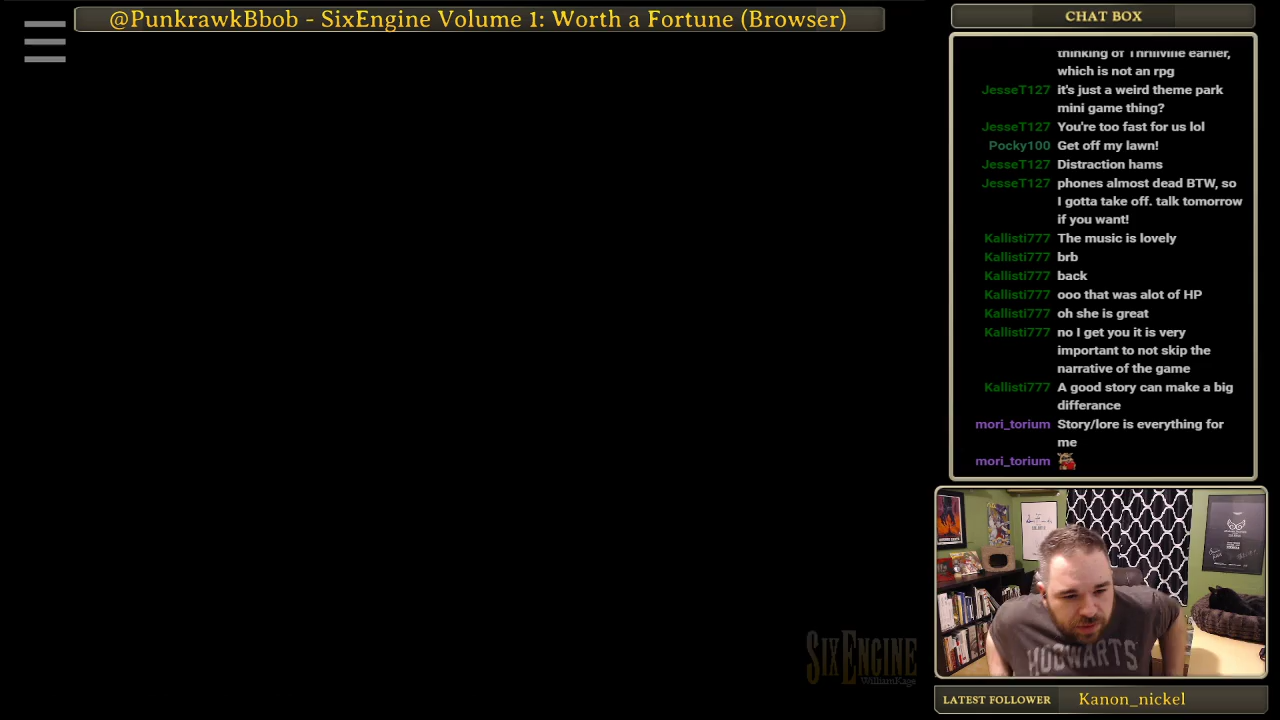 @PunkrawkBbob - SixEngine Volume 1: Worth a Fortune (Browser)
CHAT BOX
thinking of Thrillville earlier,
which is not an rpg
JesseT127 it's just a weird theme park
mini game thing?
JesseT127 You're too fast for us lol
Pocky100 Get off my lawn!
JesseT127 Distraction hams
JesseT127 phones almost dead BTW, so
I gotta take off. talk tomorrow
if you want!
Kallisti777 The music is lovely
Kallisti777 brb
Kallisti777 back
Kallisti777 ooo that was alot of HP
Kallisti777 oh she is great
Kallisti777 no I get you it is very
important to not skip the
narrative of the game
Kallisti777 A good story can make a big
differance
mori_torium Story/lore is everything for
me
mori_torium
HOGWARTS
SIXENGINE
WilliumKage
LATEST FOLLOWER Kanon_nickel